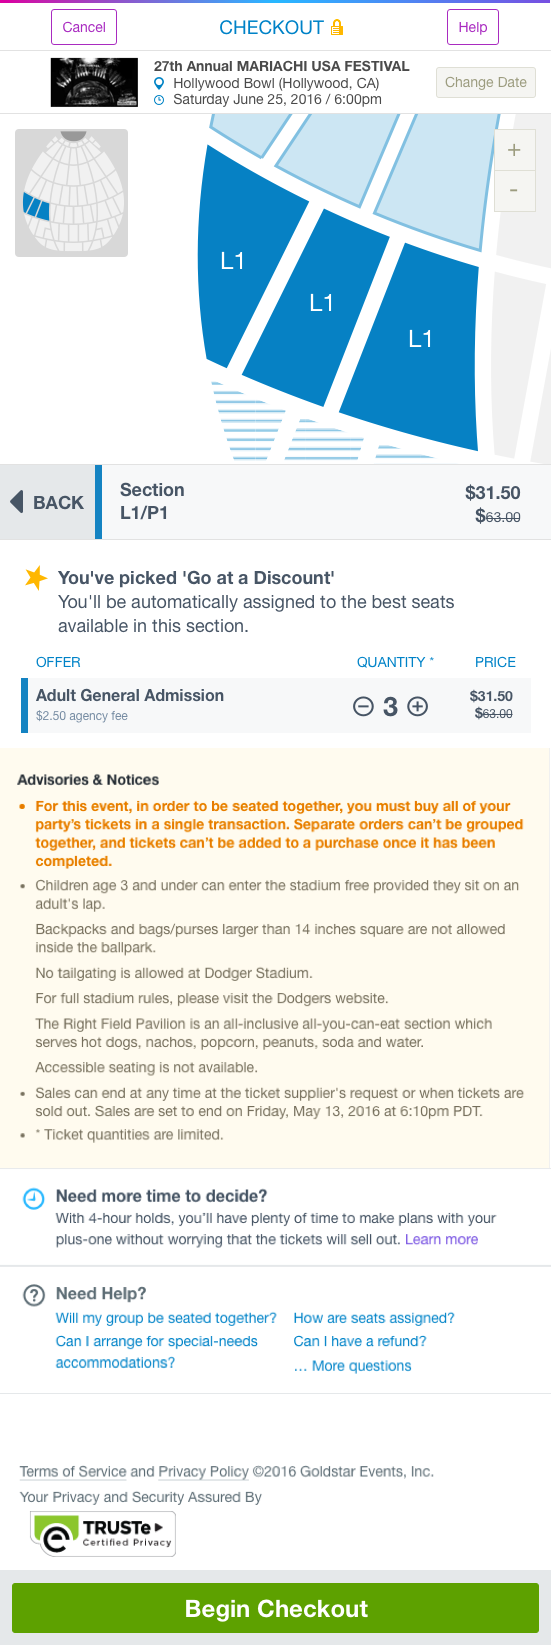 Cancel
CHECKOUT
Help
27th Annual MARIACHI USA FESTIVAL
Hollywood Bowl (Hollywood, CA)
Saturday June 25, 2016 / 6:00pm
Change Date
+
-
L1
L1
L1
BACK
Section
L1/P1
$31.50
$63.00
You've picked 'Go at a Discount'
You'll be automatically assigned to the best seats
available in this section.
OFFER QUANTITY * PRICE
Adult General Admission
$2.50 agency fee
3
$31.50
$63.00
Advisories & Notices
• For this event, in order to be seated together, you must buy all of your
party's tickets in a single transaction. Separate orders can't be grouped
together, and tickets can't be added to a purchase once it has been
completed.
• Children age 3 and under can enter the stadium free provided they sit on an
adult's lap.
Backpacks and bags/purses larger than 14 inches square are not allowed
inside the ballpark.
No tailgating is allowed at Dodger Stadium.
For full stadium rules, please visit the Dodgers website.
The Right Field Pavilion is an all-inclusive all-you-can-eat section which
serves hot dogs, nachos, popcorn, peanuts, soda and water.
Accessible seating is not available.
• Sales can end at any time at the ticket supplier's request or when tickets are
sold out. Sales are set to end on Friday, May 13, 2016 at 6:10pm PDT.
• * Ticket quantities are limited.
Need more time to decide?
With 4-hour holds, you'll have plenty of time to make plans with your
plus-one without worrying that the tickets will sell out. Learn more
Need Help?
Will my group be seated together?
Can I arrange for special-needs
accommodations?
How are seats assigned?
Can I have a refund?
... More questions
Terms of Service and Privacy Policy ©2016 Goldstar Events, Inc.
Your Privacy and Security Assured By
TRUSTe
Certified Privacy
Begin Checkout